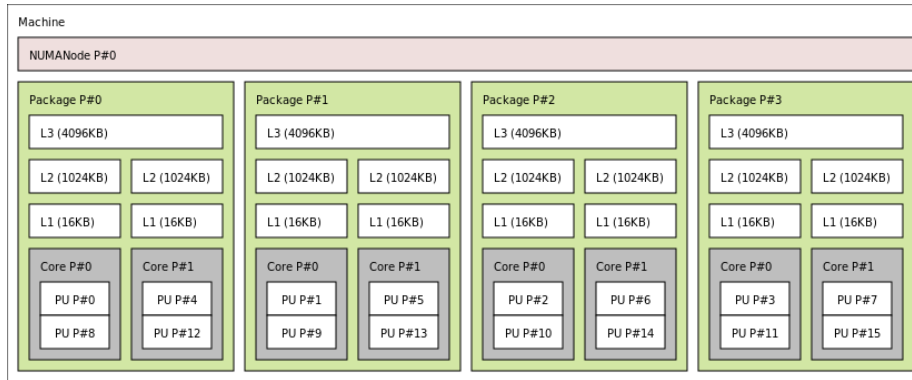 Machine
NUMANode P#0
Package P#0 Package P#1 Package P#2 Package P#3
L3 (4096KB) L3 (4096KB) L3 (4096KB) L3 (4096KB)
L2 (1024KB) L2 (1024KB) L2 (1024KB) L2 (1024KB) L2 (1024KB) L2 (1024KB) L2 (1024KB) L2 (1024KB)
L1 (16KB) L1 (16KB) L1 (16KB) L1 (16KB) L1 (16KB) L1 (16KB) L1 (16KB) L1 (16KB)
Core P#0 Core P#1 Core P#0 Core P#1 Core P#0 Core P#1 Core P#0 Core P#1
PU P#0 PU P#4 PU P#1 PU P#5 PU P#2 PU P#6 PU P#3 PU P#7
PU P#8 PU P#12 PU P#9 PU P#13 PU P#10 PU P#14 PU P#11 PU P#15